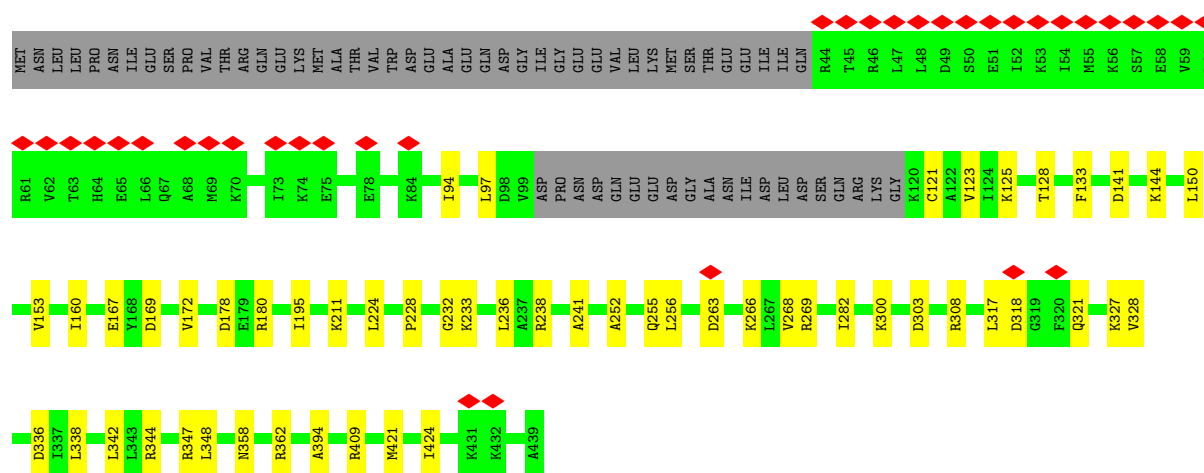 MET ASN LEU LEU PRO ASN ILE GLU SER PRO VAL THR ARG GLN GLU LYS MET ALA THR VAL TRP ASP GLU ALA GLU GLN ASP GLY ILE GLY GLU GLU VAL LEU LYS MET SER THR GLU GLU ILE ILE GLN R44 T45 R46 L47 L48 D49 S50 E51 I52 K53 I54 M55 K56 S57 E58 V59
R61 V62 T63 H64 E65 L66 Q67 A68 M69 K70 I73 K74 E75 E78 K84 I94 L97 D98 V99 ASP PRO ASN ASP GLN GLU GLU ASP GLY ALA ASN ILE ASP LEU ASP SER GLN ARG LYS GLY K120 C121 A122 V123 I124 K125 T128 F133 D141 K144 L150
V153 I160 E167 Y168 D169 V172 D178 E179 R180 I195 K211 L224 P228 G232 K233 L236 A237 R238 A241 A252 Q255 L256 D263 K266 L267 V268 R269 I282 K300 D303 R308 L317 D318 G319 F320 Q321 K327 V328
D336 I337 L338 L342 L343 R344 R347 L348 N358 R362 A394 R409 M421 I424 K431 K432 A439